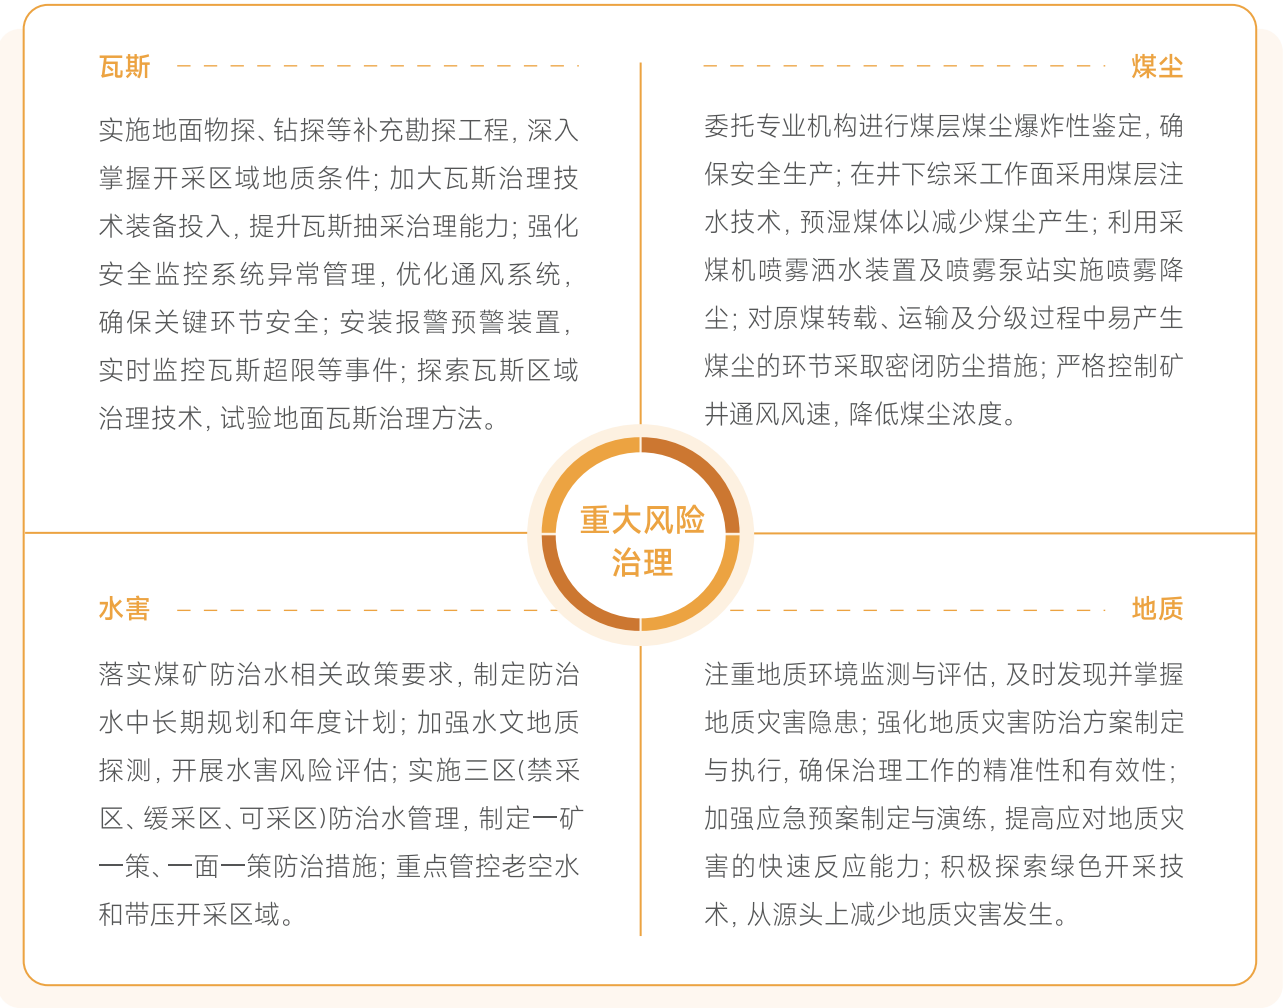 瓦斯
实施地面物探、钻探等补充勘探工程，深入
掌握开采区域地质条件；加大瓦斯治理技
术装备投入，提升瓦斯抽采治理能力；强化
安全监控系统异常管理，优化通风系统，
确保关键环节安全；安装报警预警装置，
实时监控瓦斯超限等事件；探索瓦斯区域
治理技术，试验地面瓦斯治理方法。
煤尘
委托专业机构进行煤层煤尘爆炸性鉴定，确
保安全生产；在井下综采工作面采用煤层注
水技术，预湿煤体以减少煤尘产生；利用采
煤机喷雾洒水装置及喷雾泵站实施喷雾降
尘；对原煤转载、运输及分级过程中易产生
煤尘的环节采取密闭防尘措施；严格控制矿
井通风风速，降低煤尘浓度。
重大风险
治理
水害
落实煤矿防治水相关政策要求，制定防治
水中长期规划和年度计划；加强水文地质
探测，开展水害风险评估；实施三区(禁采
区、缓采区、可采区)防治水管理，制定一矿
一策、一面一策防治措施；重点管控老空水
和带压开采区域。
地质
注重地质环境监测与评估，及时发现并掌握
地质灾害隐患；强化地质灾害防治方案制定
与执行，确保治理工作的精准性和有效性；
加强应急预案制定与演练，提高应对地质灾
害的快速反应能力；积极探索绿色开采技
术，从源头上减少地质灾害发生。